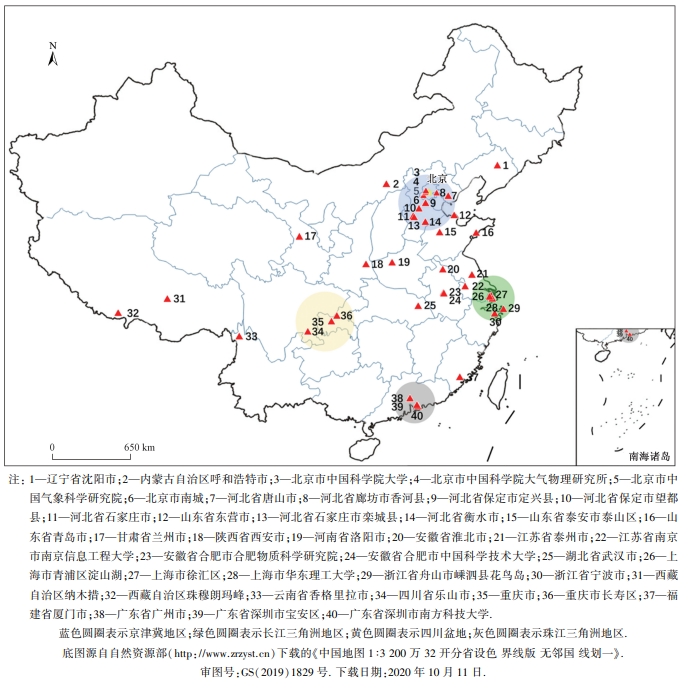 N
1
3
北京
4
2
5
8
7
6
9
10
12
11
14
13
15
16
17
18
19
20
21
22
23
26
27
24
31
25
28
29
32
30
36
35
34
33
37
38
39
40
0
650 km
南海诸岛
注: 1—辽宁省沈阳市;2—内蒙古自治区呼和浩特市;3—北京市中国科学院大学;4—北京市中国科学院大气物理研究所;5—北京市中
国气象科学研究院;6—北京市南城;7—河北省唐山市;8—河北省廊坊市香河县;9—河北省保定市定兴县;10—河北省保定市望都
县;11—河北省石家庄市;12—山东省东营市;13—河北省石家庄市栾城县;14—河北省衡水市;15—山东省泰安市泰山区;16—山
东省青岛市;17—甘肃省兰州市;18—陕西省西安市;19—河南省洛阳市;20—安徽省淮北市;21—江苏省泰州市;22—江苏省南京
市南京信息工程大学;23—安徽省合肥市合肥物质科学研究院;24—安徽省合肥市中国科学技术大学;25—湖北省武汉市;26—上
海市青浦区淀山湖;27—上海市徐汇区;28—上海市华东理工大学;29—浙江省舟山市嵊泗县花鸟岛;30—浙江省宁波市;31—西藏
自治区纳木措;32—西藏自治区珠穆朗玛峰;33—云南省香格里拉市;34—四川省乐山市;35—重庆市;36—重庆市长寿区;37—福
建省厦门市;38—广东省广州市;39—广东省深圳市宝安区;40—广东省深圳市南方科技大学.
蓝色圆圈表示京津冀地区;绿色圆圈表示长江三角洲地区;黄色圆圈表示四川盆地;灰色圆圈表示珠江三角洲地区.
底图源自自然资源部(http://www.zrzyst.cn)下载的《中国地图 1∶3 200 万 32 开分省设色 界线版 无邻国 线划一》.
审图号:GS(2019)1829 号. 下载日期:2020 年 10 月 11 日.